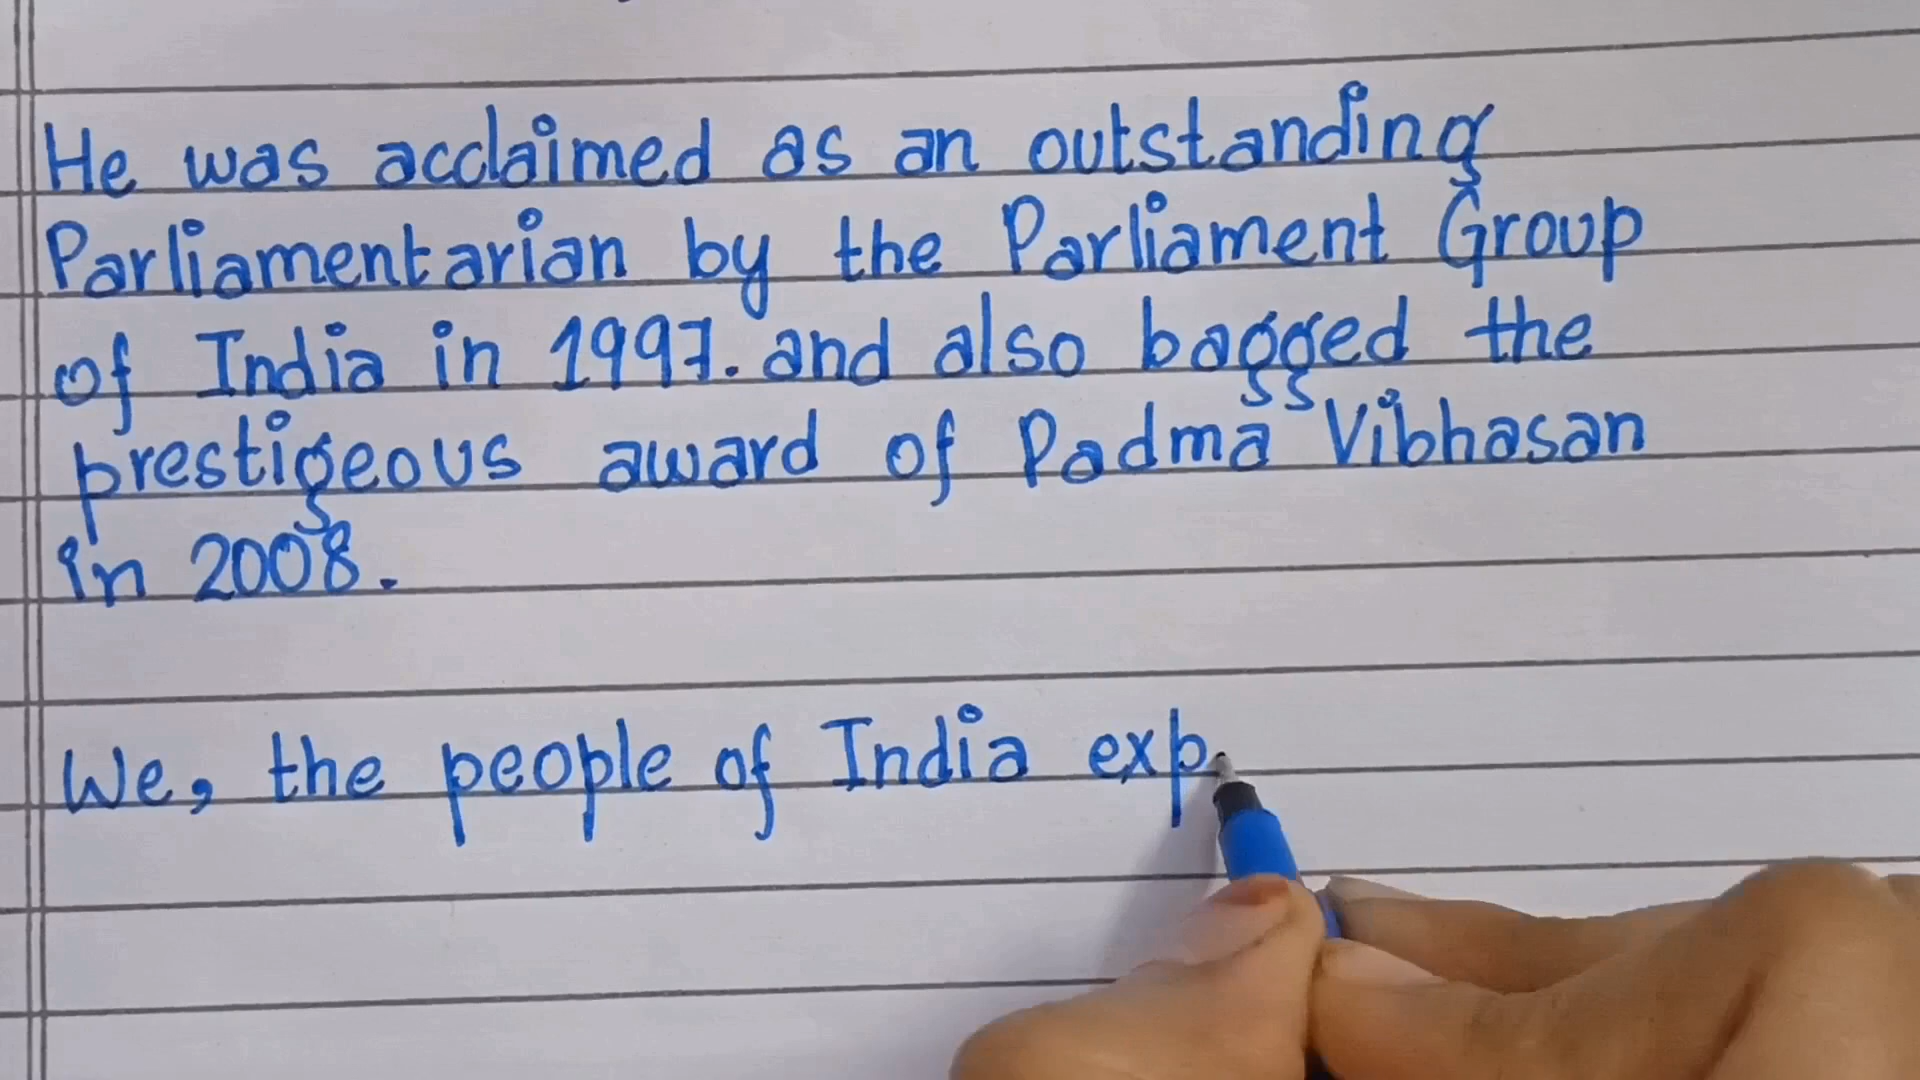 He was acclaimed as an outstanding
Parliamentarian by the Parliament Group
of India in 1997. and also bagged the
prestigeous award of Padma Vibhasan
in 2008.
We, the people of India exp